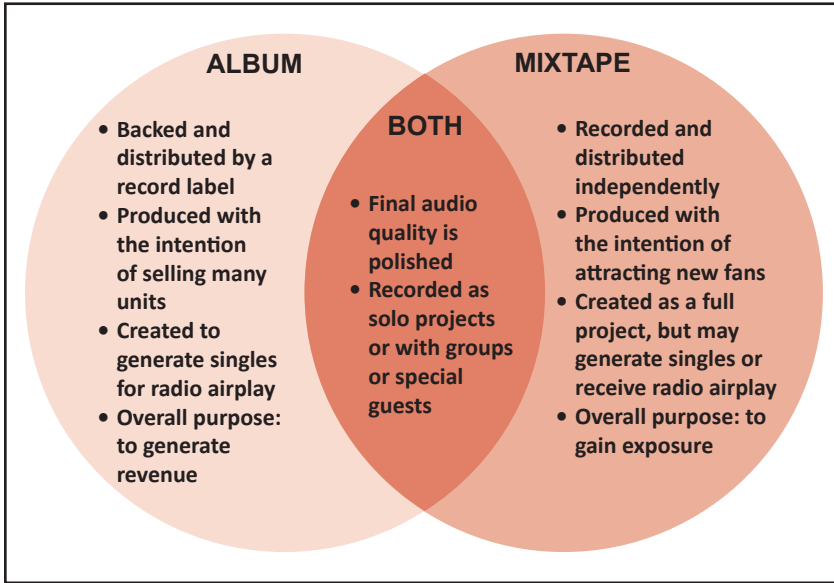 ALBUM
• Backed and
distributed by a
record label
• Produced with
the intention
of selling many
units
• Created to
generate singles
for radio airplay
• Overall purpose:
to generate
revenue
BOTH
• Final audio
quality is
polished
• Recorded as
solo projects
or with groups
or special
guests
MIXTAPE
• Recorded and
distributed
independently
• Produced with
the intention of
attracting new fans
• Created as a full
project, but may
generate singles or
receive radio airplay
• Overall purpose: to
gain exposure